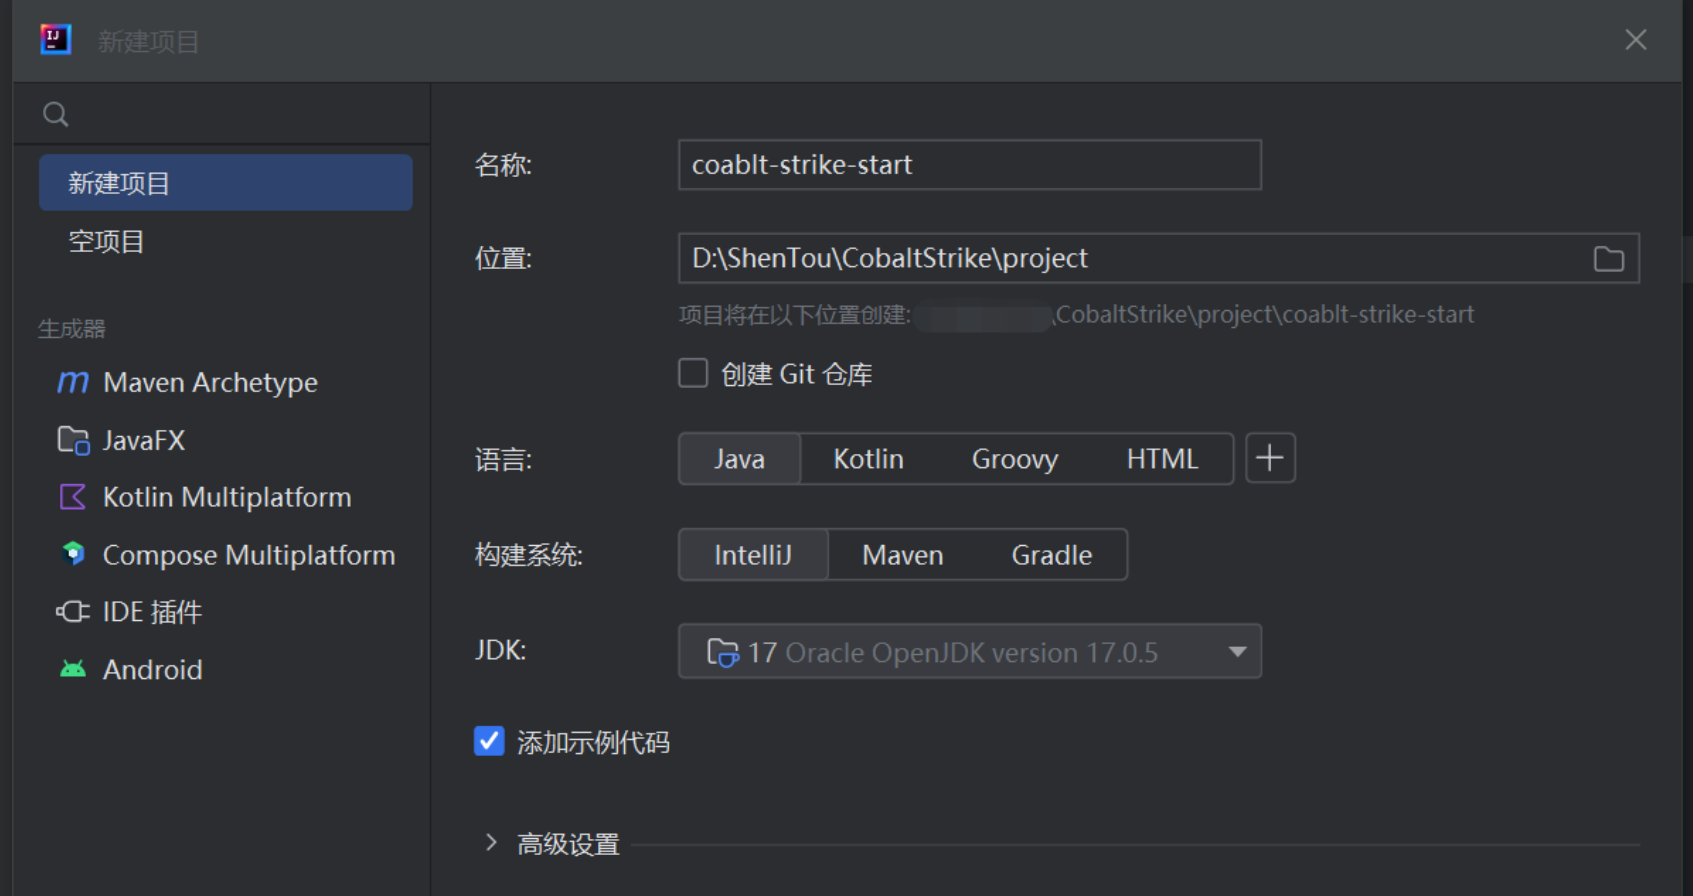 新建项目
新建项目
空项目
生成器
Maven Archetype
JavaFX
Kotlin Multiplatform
Compose Multiplatform
IDE 插件
Android
名称: coablt-strike-start
位置: D:\ShenTou\CobaltStrike\project
项目将在以下位置创建: \CobaltStrike\project\coablt-strike-start
创建 Git 仓库
语言: Java Kotlin Groovy HTML
构建系统: IntelliJ Maven Gradle
JDK: 17 Oracle OpenJDK version 17.0.5
添加示例代码
高级设置